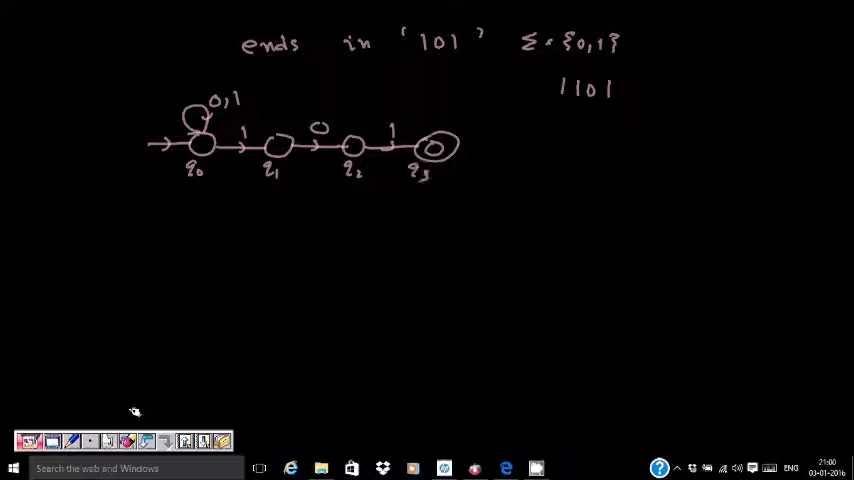 ends in '101' Σ = {0,1}
1101
0,1
1 0 1
q0 q1 q2 q3
Search the web and Windows
ENG
21:00
03-01-2016